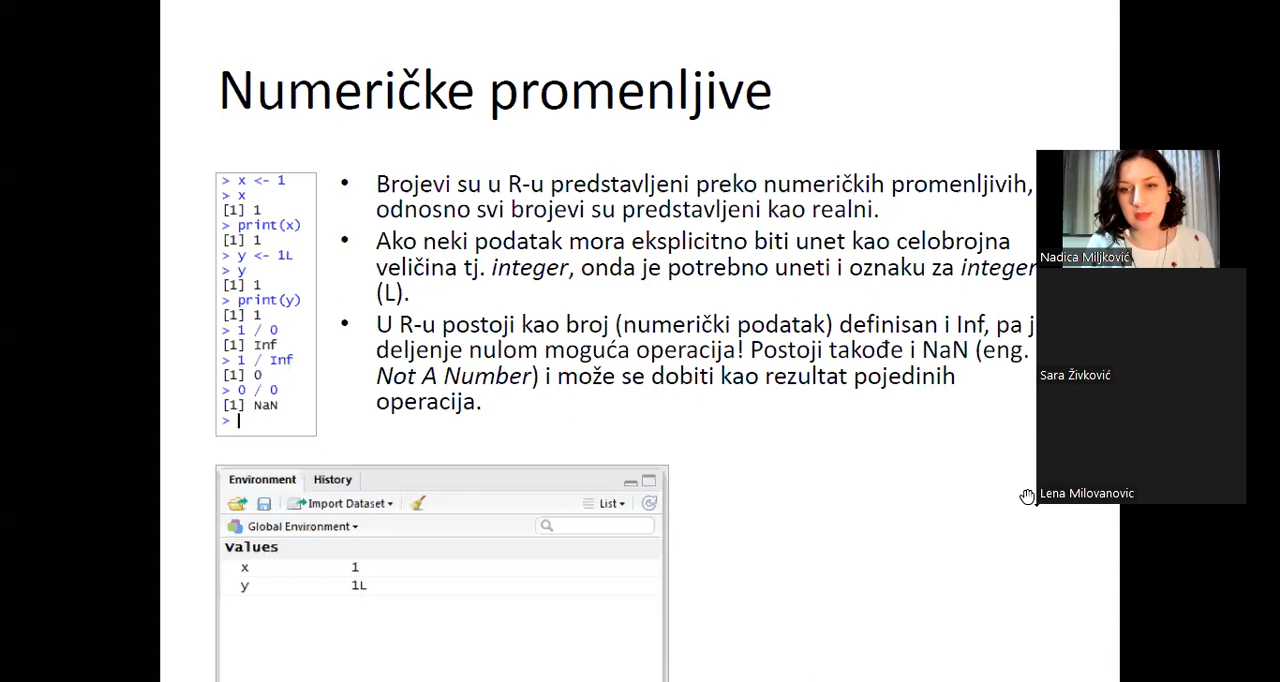 Numeričke promenljive
> x <- 1
> x
[1] 1
> print(x)
[1] 1
> y <- 1L
> y
[1] 1
> print(y)
[1] 1
> 1 / 0
[1] Inf
> 1 / Inf
[1] 0
> 0 / 0
[1] NaN
>
• Brojevi su u R-u predstavljeni preko numeričkih promenljivih,
odnosno svi brojevi su predstavljeni kao realni.
• Ako neki podatak mora eksplicitno biti unet kao celobrojna
veličina tj. integer, onda je potrebno uneti i oznaku za integer
(L).
• U R-u postoji kao broj (numerički podatak) definisan i Inf, pa j
deljenje nulom moguća operacija! Postoji takođe i NaN (eng.
Not A Number) i može se dobiti kao rezultat pojedinih
operacija.
Nadica Miljković
Sara Živković
Lena Milovanovic
Environment History
Import Dataset List
Global Environment
Values
x 1
y 1L